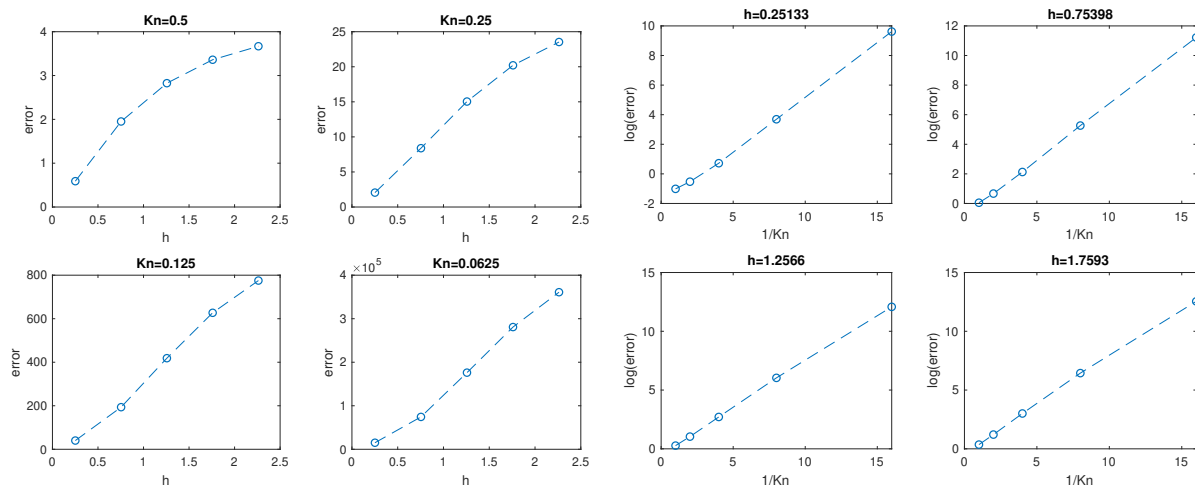 Kn=0.5
4
3
2
1
0
error
0 0.5 1 1.5 2 2.5
h
Kn=0.25
25
20
15
10
5
0
error
0 0.5 1 1.5 2 2.5
h
h=0.25133
10
8
6
4
2
0
-2
log(error)
0 5 10 15
1/Kn
h=0.75398
12
10
8
6
4
2
0
log(error)
0 5 10 15
1/Kn
Kn=0.125
800
600
400
200
0
error
0 0.5 1 1.5 2 2.5
h
Kn=0.0625
×10^5
4
3
2
1
0
error
0 0.5 1 1.5 2 2.5
h
h=1.2566
15
10
5
0
log(error)
0 5 10 15
1/Kn
h=1.7593
15
10
5
0
log(error)
0 5 10 15
1/Kn